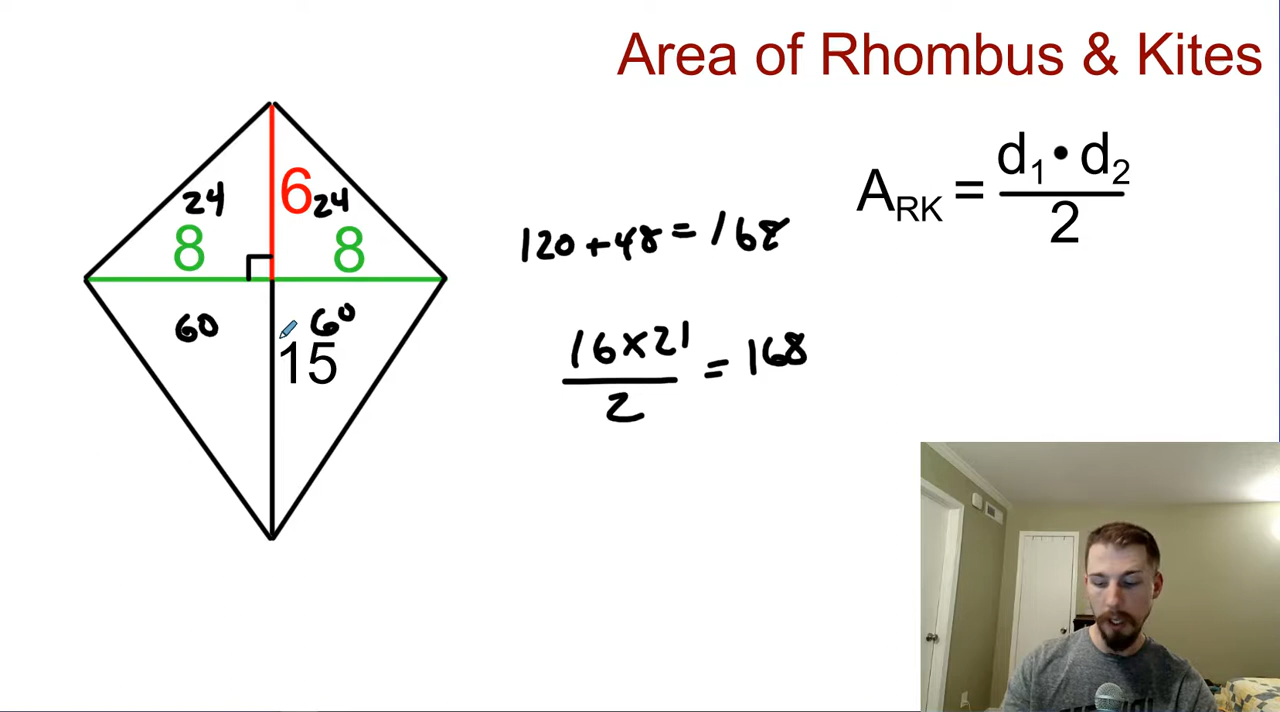 Area of Rhombus & Kites
A_RK = d₁ • d₂ / 2
6
24
24
8
8
60
60
15
120 + 48 = 168
16 × 21 / 2 = 168